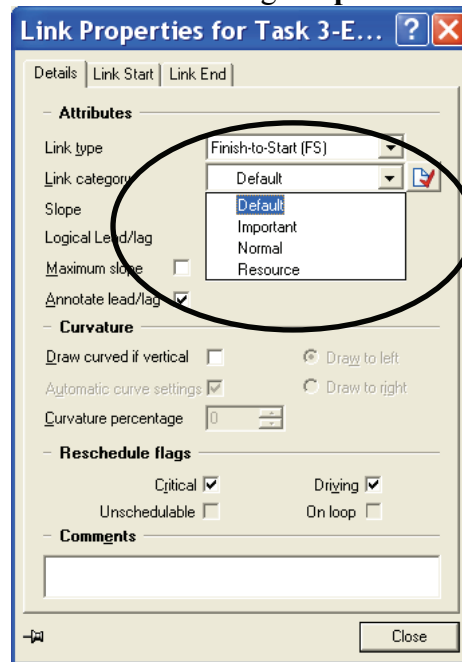 Link Properties for Task 3-E...
Details Link Start Link End
Attributes
Link type Finish-to-Start (FS)
Link category Default
Default
Important
Normal
Resource
Slope
Logical Lead/lag
Maximum slope
Annotate lead/lag
Curvature
Draw curved if vertical Draw to left
Automatic curve settings Draw to right
Curvature percentage 0
Reschedule flags
Critical Driving
Unschedulable On loop
Comments
Close